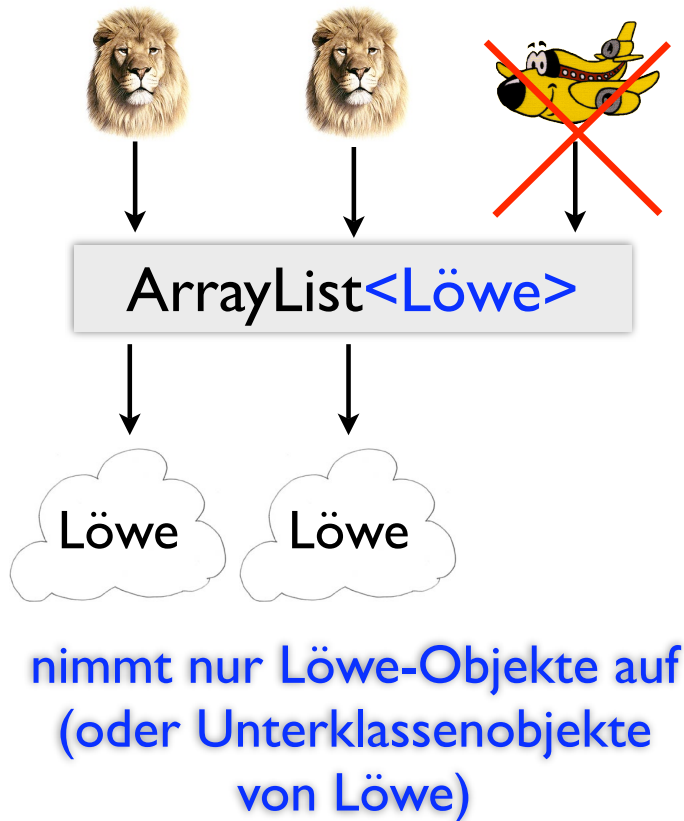 ArrayList<Löwe>
Löwe Löwe
nimmt nur Löwe-Objekte auf
(oder Unterklassenobjekte
von Löwe)